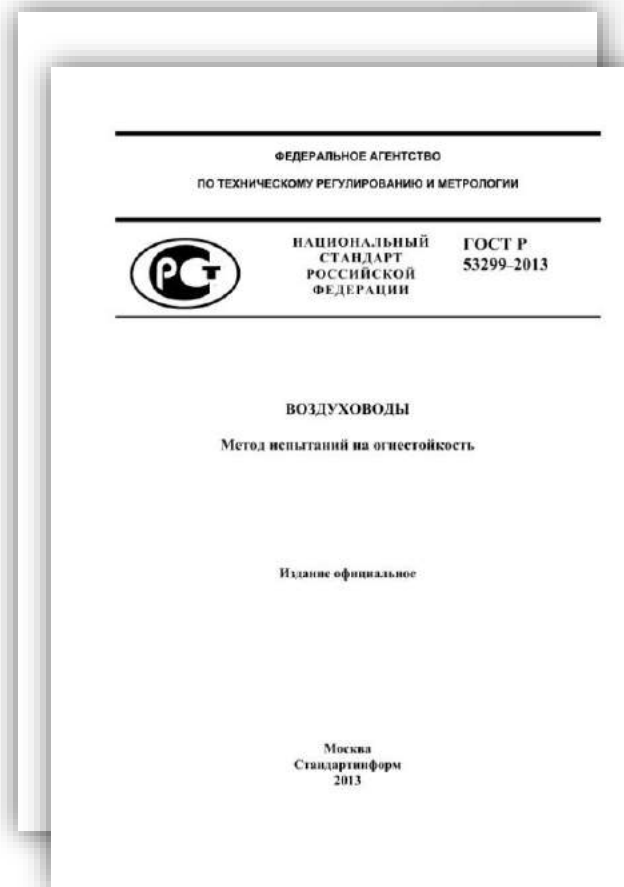 ФЕДЕРАЛЬНОЕ АГЕНТСТВО
ПО ТЕХНИЧЕСКОМУ РЕГУЛИРОВАНИЮ И МЕТРОЛОГИИ
РСТ
НАЦИОНАЛЬНЫЙ
СТАНДАРТ
РОССИЙСКОЙ
ФЕДЕРАЦИИ
ГОСТ Р
53299–2013
ВОЗДУХОВОДЫ
Метод испытаний на огнестойкость
Издание официальное
Москва
Стандартинформ
2013